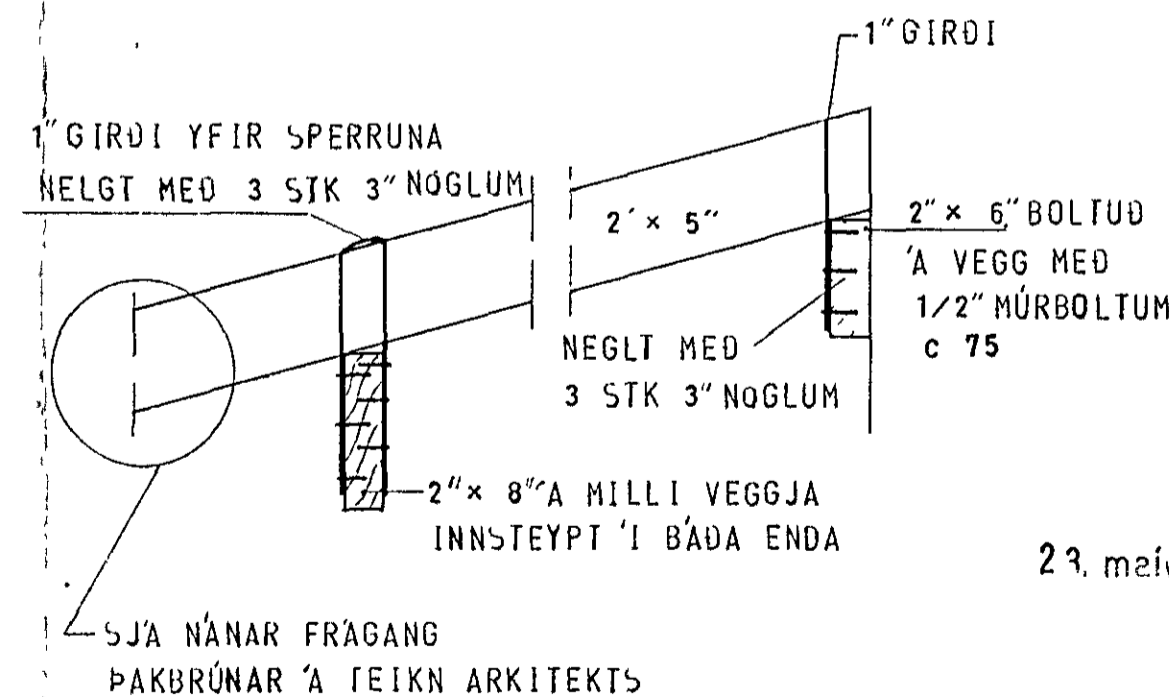 1" GIRÐI
1" GIRÐI YFIR SPERRUNA
NELGT MEÐ 3 STK 3" NÖGLUM
2' × 5"
2" × 6" BOLTUÐ
Á VEGG MEÐ
1/2" MÚRBOLTUM
c 75
NEGLT MEÐ
3 STK 3" NÖGLUM
2" × 8" Á MILLI VEGGJA
INNSTEYPT Í BÁÐA ENDA
SJÁ NÁNAR FRÁGANG
ÞAKBRÚNAR Á TEIKN ARKITEKTS